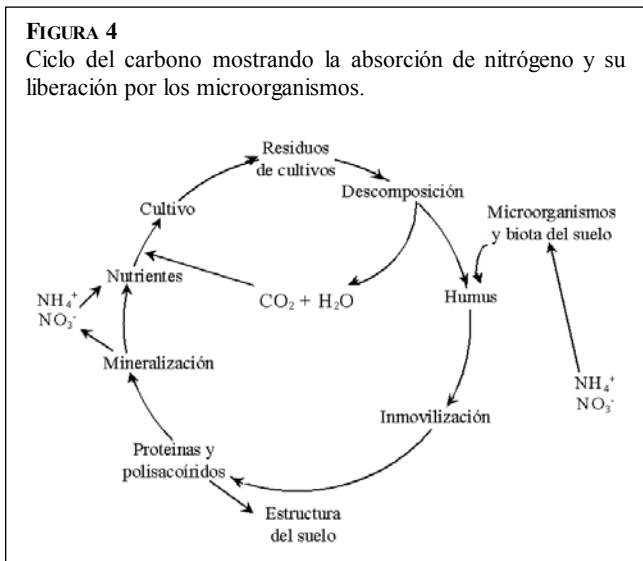 FIGURA 4
Ciclo del carbono mostrando la absorción de nitrógeno y su
liberación por los microorganismos.
Residuos
de cultivos
Descomposición
Cultivo
Microorganismos
y biota del suelo
Nutrientes
CO₂ + H₂O
Humus
NH₄⁺
NO₃⁻
Mineralización
NH₄⁺
NO₃⁻
Inmovilización
Proteinas y
polisacoíridos
Estructura
del suelo